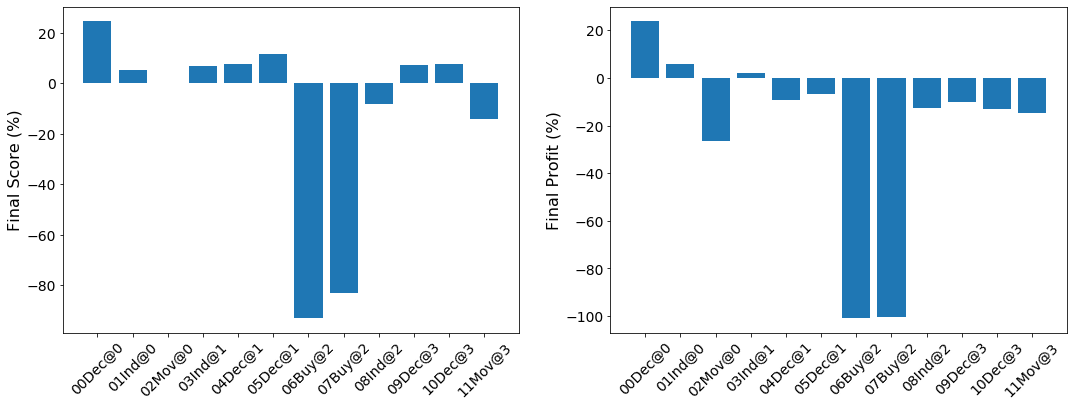 Final Score (%)
20
0
−20
−40
−60
−80
00Dec@0
01Ind@0
02Mov@0
03Ind@1
04Dec@1
05Dec@1
06Buy@2
07Buy@2
08Ind@2
09Dec@3
10Dec@3
11Mov@3
Final Profit (%)
20
0
−20
−40
−60
−80
−100
00Dec@0
01Ind@0
02Mov@0
03Ind@1
04Dec@1
05Dec@1
06Buy@2
07Buy@2
08Ind@2
09Dec@3
10Dec@3
11Mov@3